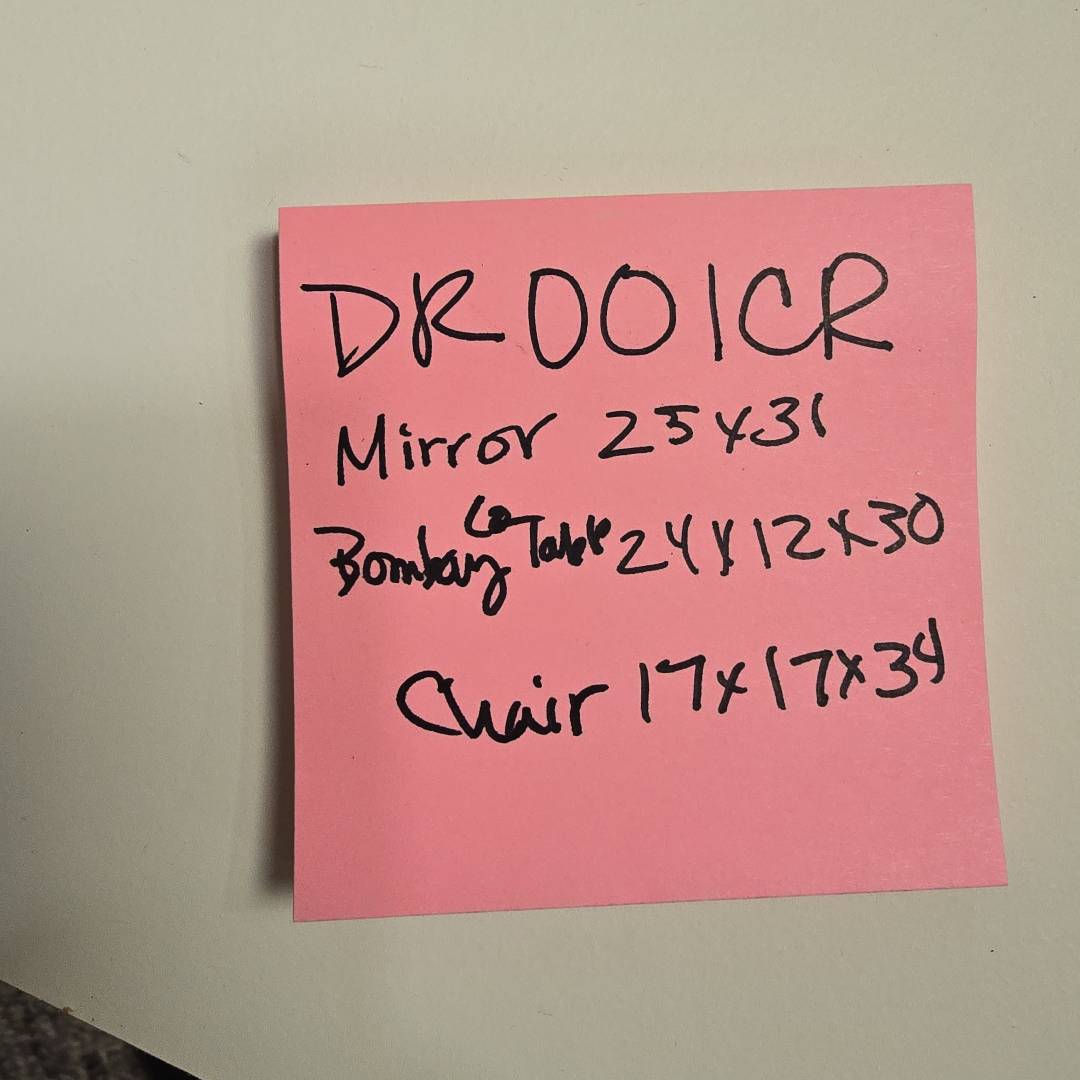 DR001CR
Mirror 25x31
Bombay Co Table 24x12x30
Chair 17x17x34